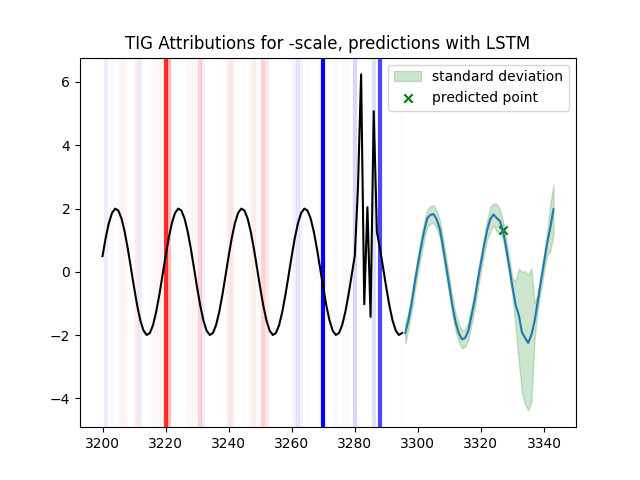 TIG Attributions for -scale, predictions with LSTM
standard deviation
predicted point
6
4
2
0
−2
−4
3200 3220 3240 3260 3280 3300 3320 3340